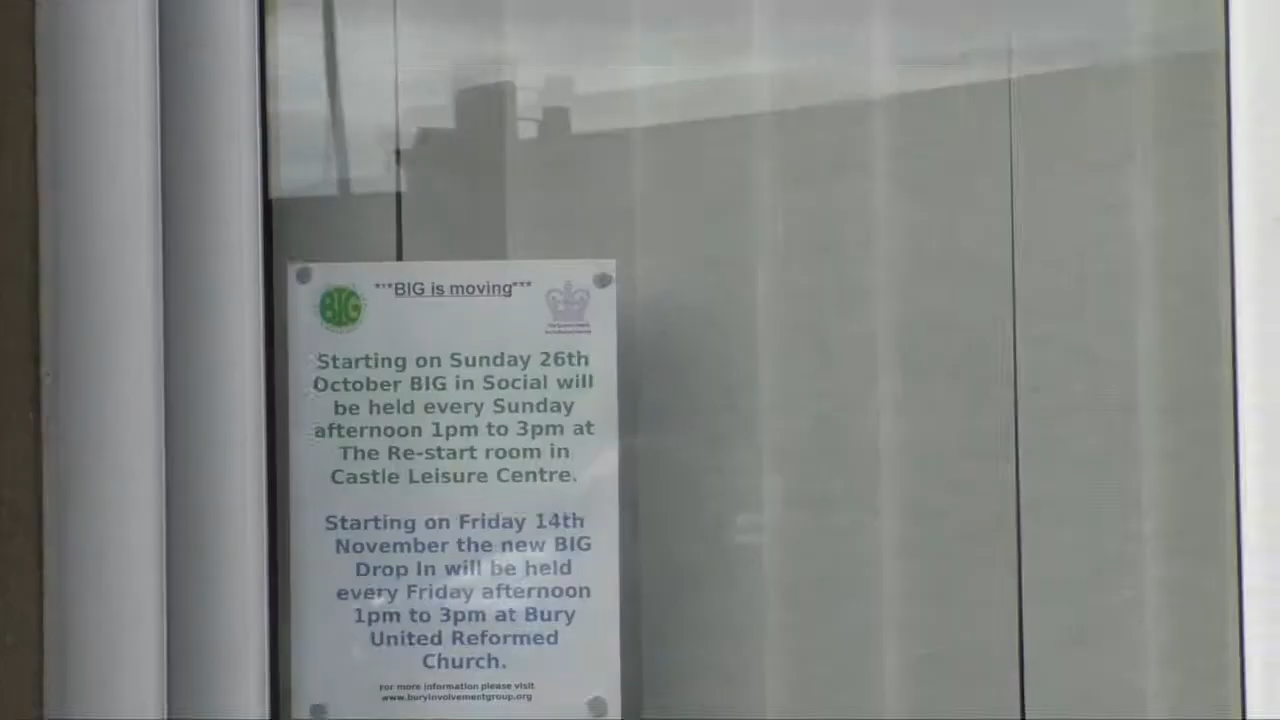 ***BIG is moving***
BIG
Starting on Sunday 26th
October BIG in Social will
be held every Sunday
afternoon 1pm to 3pm at
The Re-start room in
Castle Leisure Centre.
Starting on Friday 14th
November the new BIG
Drop In will be held
every Friday afternoon
1pm to 3pm at Bury
United Reformed
Church.
For more information please visit
www.buryinvolvementgroup.org